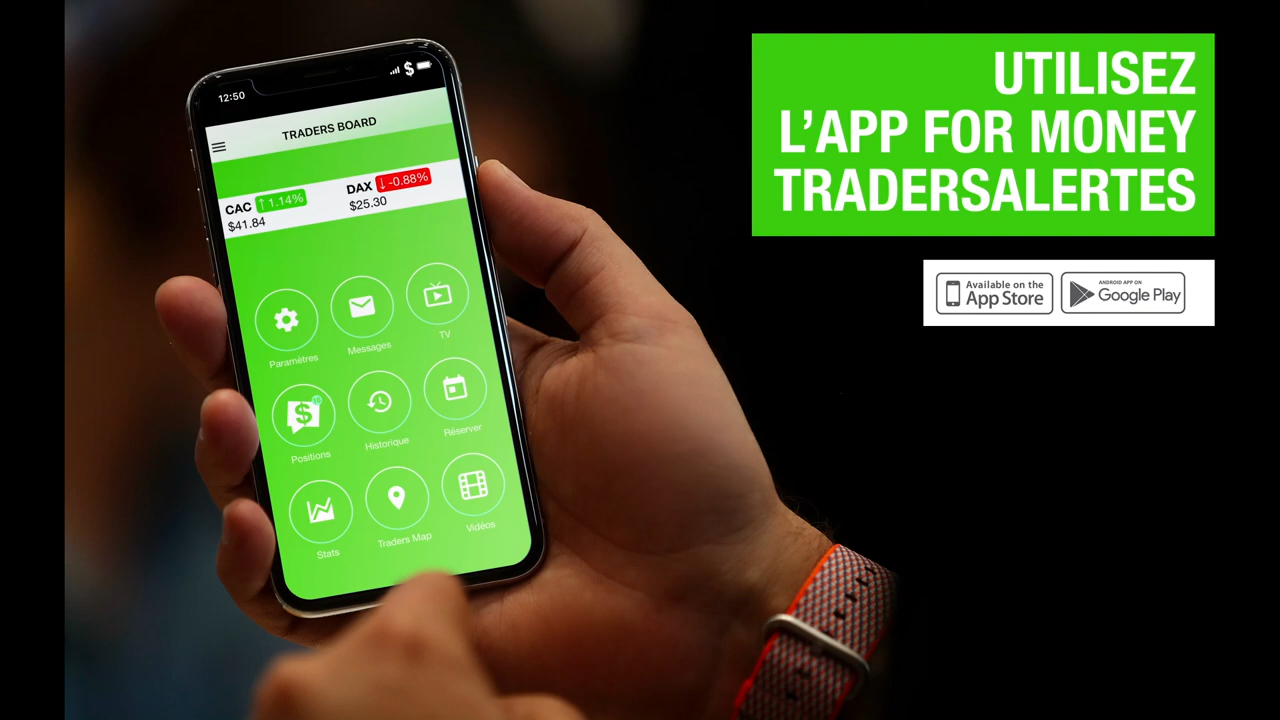 UTILISEZ
L'APP FOR MONEY
TRADERSALERTES
Available on the
App Store
ANDROID APP ON
Google Play
12:50
$
TRADERS BOARD
CAC ↑1.14%
$41.84
DAX ↓-0.88%
$25.30
Paramètres
Messages
TV
$
Positions
Historique
Réserver
Stats
Traders Map
Vidéos